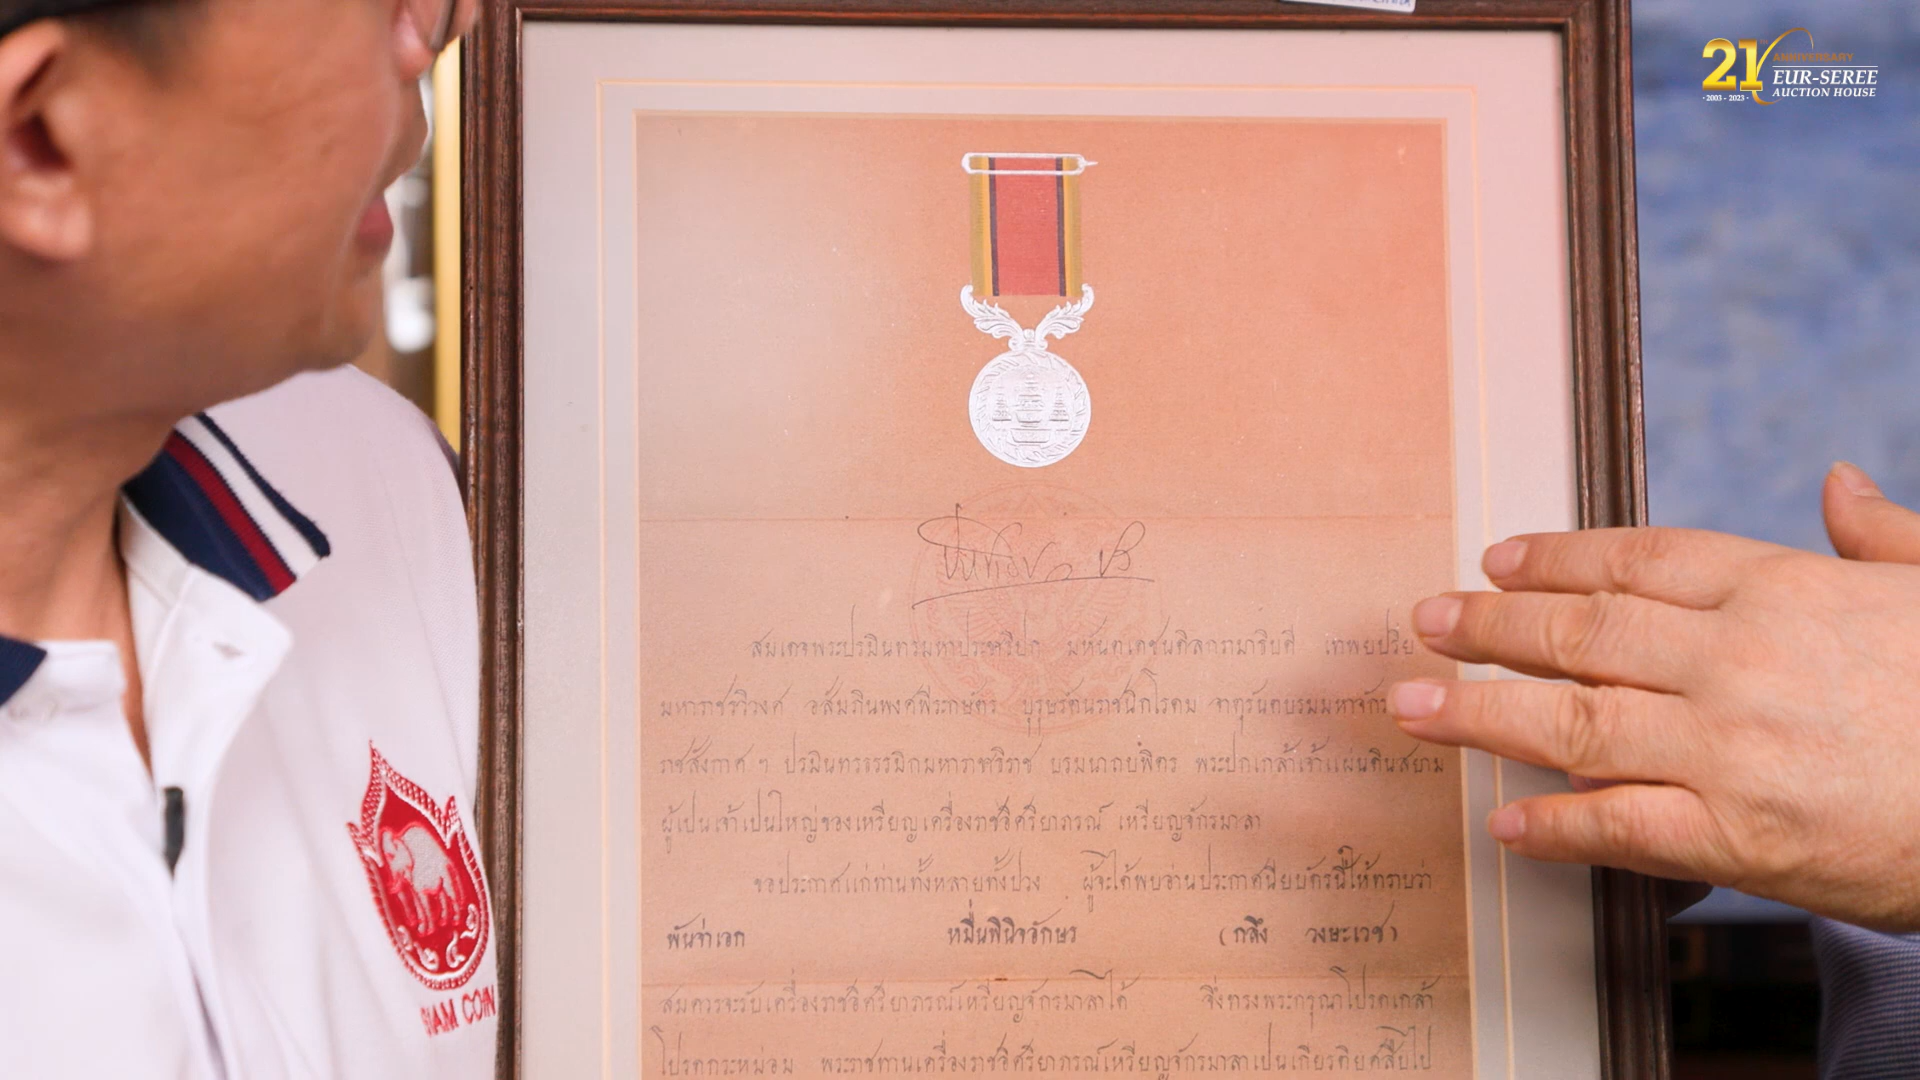 21 ANNIVERSARY
EUR-SEREE
AUCTION HOUSE
· 2003 - 2023 ·
สมเดจพระปรมินทรมหาประชาธิปก มหันตเดชนดิลกรามาธิบดี เทพยปริย
มหาราชรวิวงศ อสัมภินพงศพีระกษัตร บุรุษรัตนราชนิกโรดม จาตุรันตบรมมหาจักร
ราชสังกาศ ฯ ปรมินทรธรรมิกมหาราชาธิราช บรมนาถบพิตร พระปกเกล้าเจ้าแผ่นดินสยาม
ผู้เป็นเจ้าเป็นใหญ่ของเหรียญเครื่องราชอิศริยาภรณ์ เหรียญจักรมาลา
ขอประกาศแก่ท่านทั้งหลายทั้งปวง ผู้จะได้พบอ่านประกาศนียบัตรนี้ให้ทราบว่า
พันจ่าเอก หมื่นพินิจอักษร (กลึง วงษะเวช)
สมควรจะรับเครื่องราชอิศริยาภรณ์เหรียญจักรมาลาได้ จึ่งทรงพระกรุณาโปรดเกล้า
โปรดกระหม่อม พระราชทานเครื่องราชอิศริยาภรณ์เหรียญจักรมาลาเป็นเกียรติยศสืบไป
SIAM COIN